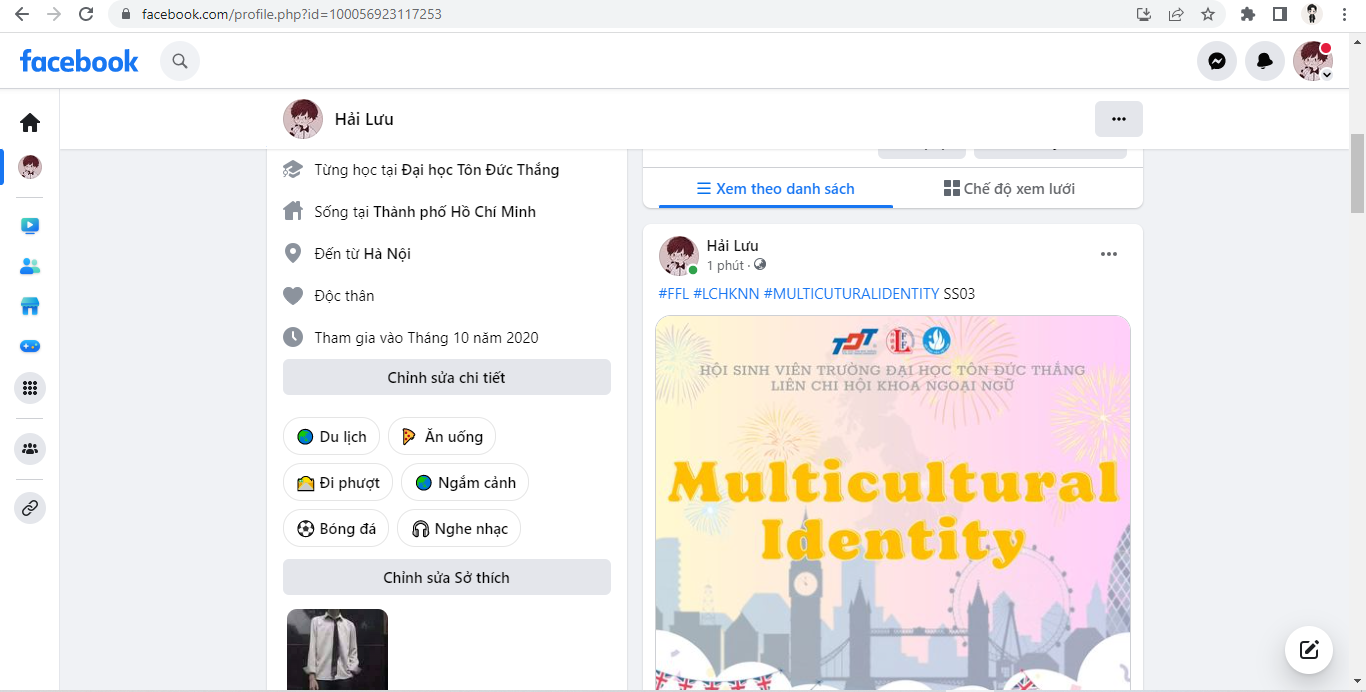 facebook.com/profile.php?id=100056923117253
facebook
Hải Lưu
Từng học tại Đại học Tôn Đức Thắng
Sống tại Thành phố Hồ Chí Minh
Đến từ Hà Nội
Độc thân
Tham gia vào Tháng 10 năm 2020
Chỉnh sửa chi tiết
Du lịch
Ăn uống
Đi phượt
Ngắm cảnh
Bóng đá
Nghe nhạc
Chỉnh sửa Sở thích
Xem theo danh sách
Chế độ xem lưới
Hải Lưu
1 phút ·
#FFL #LCHKNN #MULTICUTURALIDENTITY SS03
TDT
HỘI SINH VIÊN TRƯỜNG ĐẠI HỌC TÔN ĐỨC THẮNG
LIÊN CHI HỘI KHOA NGOẠI NGỮ
Multicultural
Identity